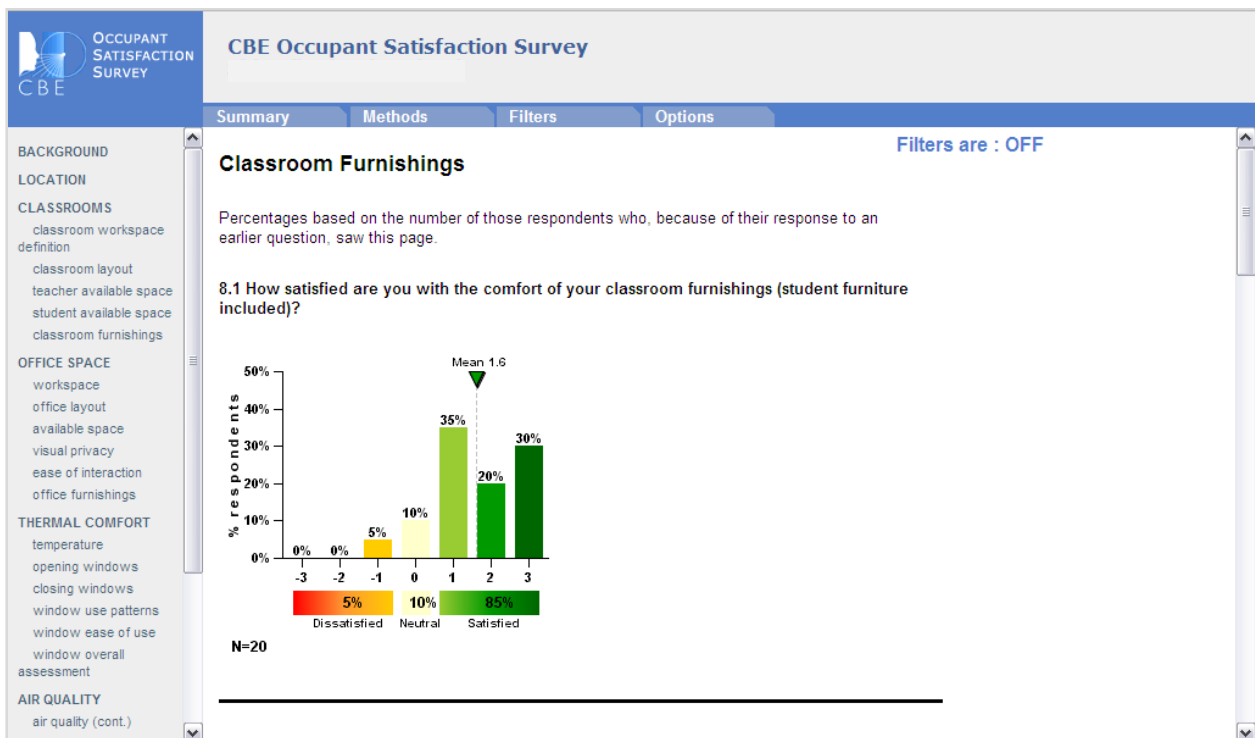 OCCUPANT
SATISFACTION
SURVEY
CBE
CBE Occupant Satisfaction Survey
Summary Methods Filters Options
BACKGROUND
LOCATION
CLASSROOMS
classroom workspace
definition
classroom layout
teacher available space
student available space
classroom furnishings
OFFICE SPACE
workspace
office layout
available space
visual privacy
ease of interaction
office furnishings
THERMAL COMFORT
temperature
opening windows
closing windows
window use patterns
window ease of use
window overall
assessment
AIR QUALITY
air quality (cont.)
Filters are : OFF
Classroom Furnishings
Percentages based on the number of those respondents who, because of their response to an
earlier question, saw this page.
8.1 How satisfied are you with the comfort of your classroom furnishings (student furniture
included)?
Mean 1.6
% respondents
50%
40%
30%
20%
10%
0%
0% 0% 5% 10% 35% 20% 30%
-3 -2 -1 0 1 2 3
5% 10% 85%
Dissatisfied Neutral Satisfied
N=20